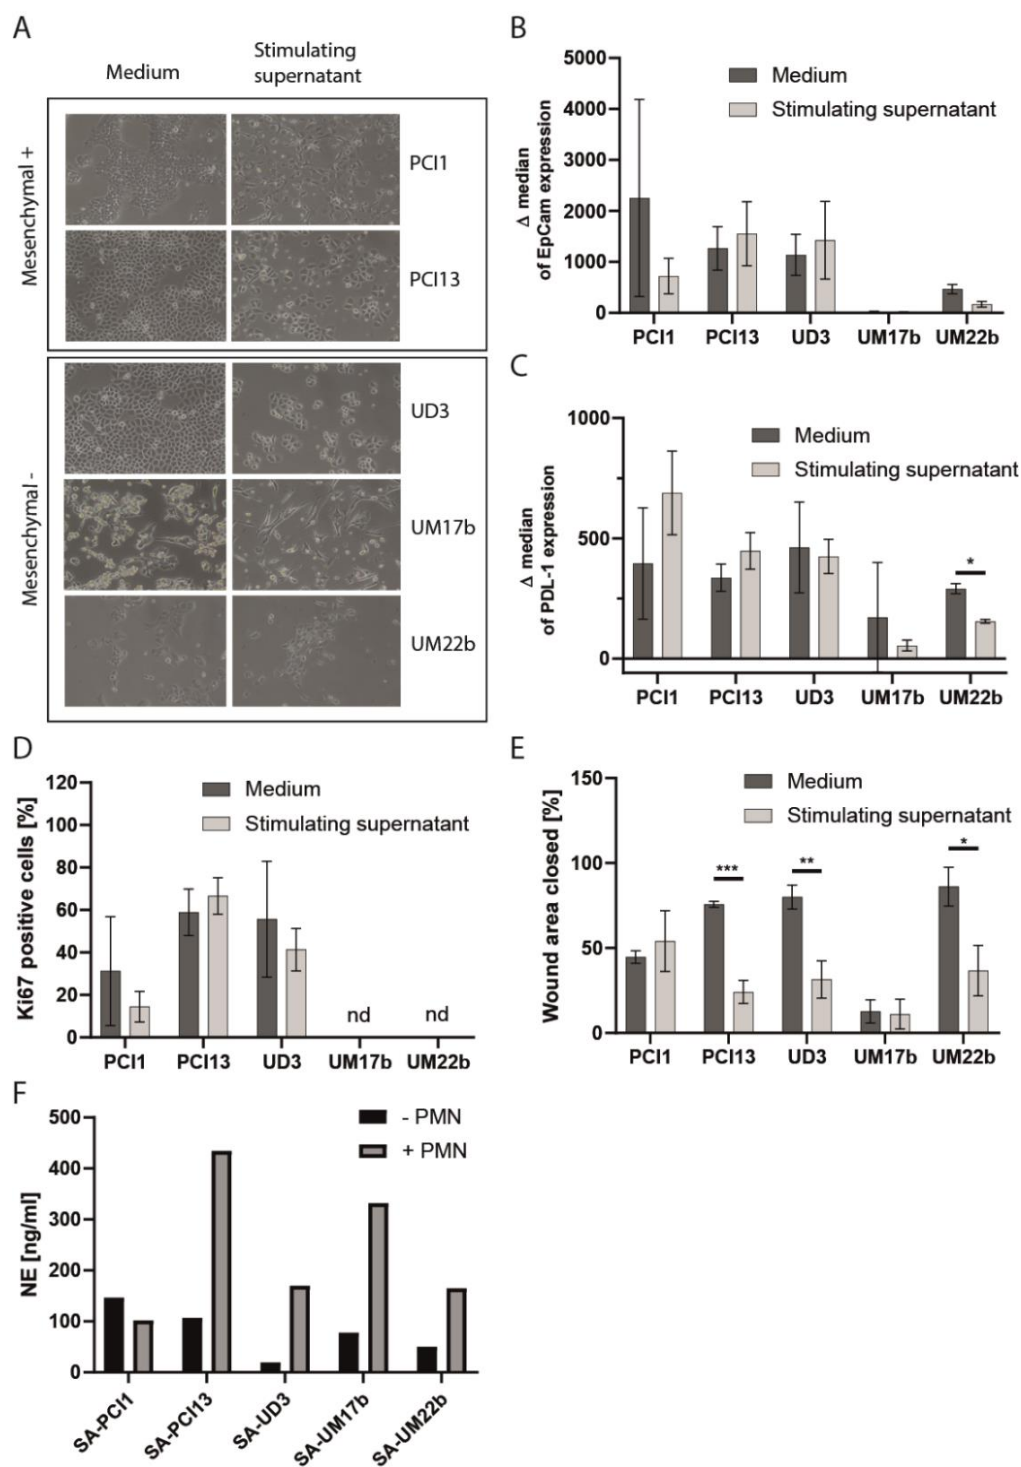 A
Medium
Stimulating
supernatant
Mesenchymal +
PCI1
PCI13
Mesenchymal -
UD3
UM17b
UM22b
B
Δ median
of EpCam expression
5000
4000
3000
2000
1000
0
Medium
Stimulating supernatant
PCI1 PCI13 UD3 UM17b UM22b
C
Δ median
of PDL-1 expression
1000
500
0
Medium
Stimulating supernatant
*
PCI1 PCI13 UD3 UM17b UM22b
D
Ki67 positive cells [%]
120
100
80
60
40
20
0
Medium
Stimulating supernatant
nd nd
PCI1 PCI13 UD3 UM17b UM22b
E
Wound area closed [%]
150
100
50
0
Medium
Stimulating supernatant
*** ** *
PCI1 PCI13 UD3 UM17b UM22b
F
NE [ng/ml]
500
400
300
200
100
0
- PMN
+ PMN
SA-PCI1 SA-PCI13 SA-UD3 SA-UM17b SA-UM22b